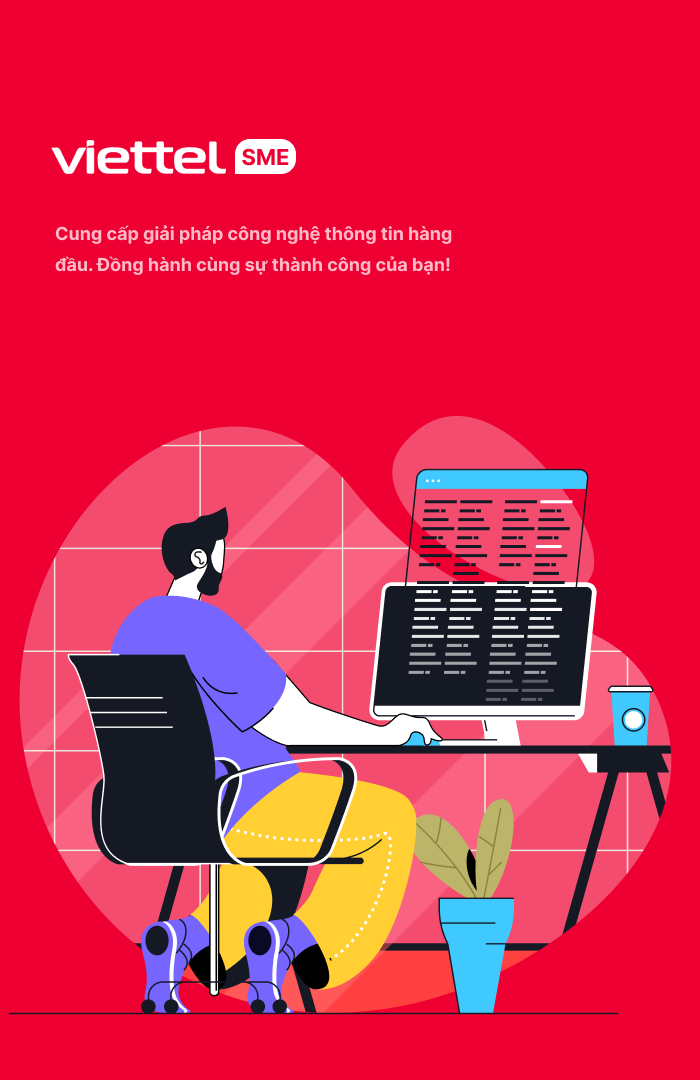 viettel SME
Cung cấp giải pháp công nghệ thông tin hàng
đầu. Đồng hành cùng sự thành công của bạn!